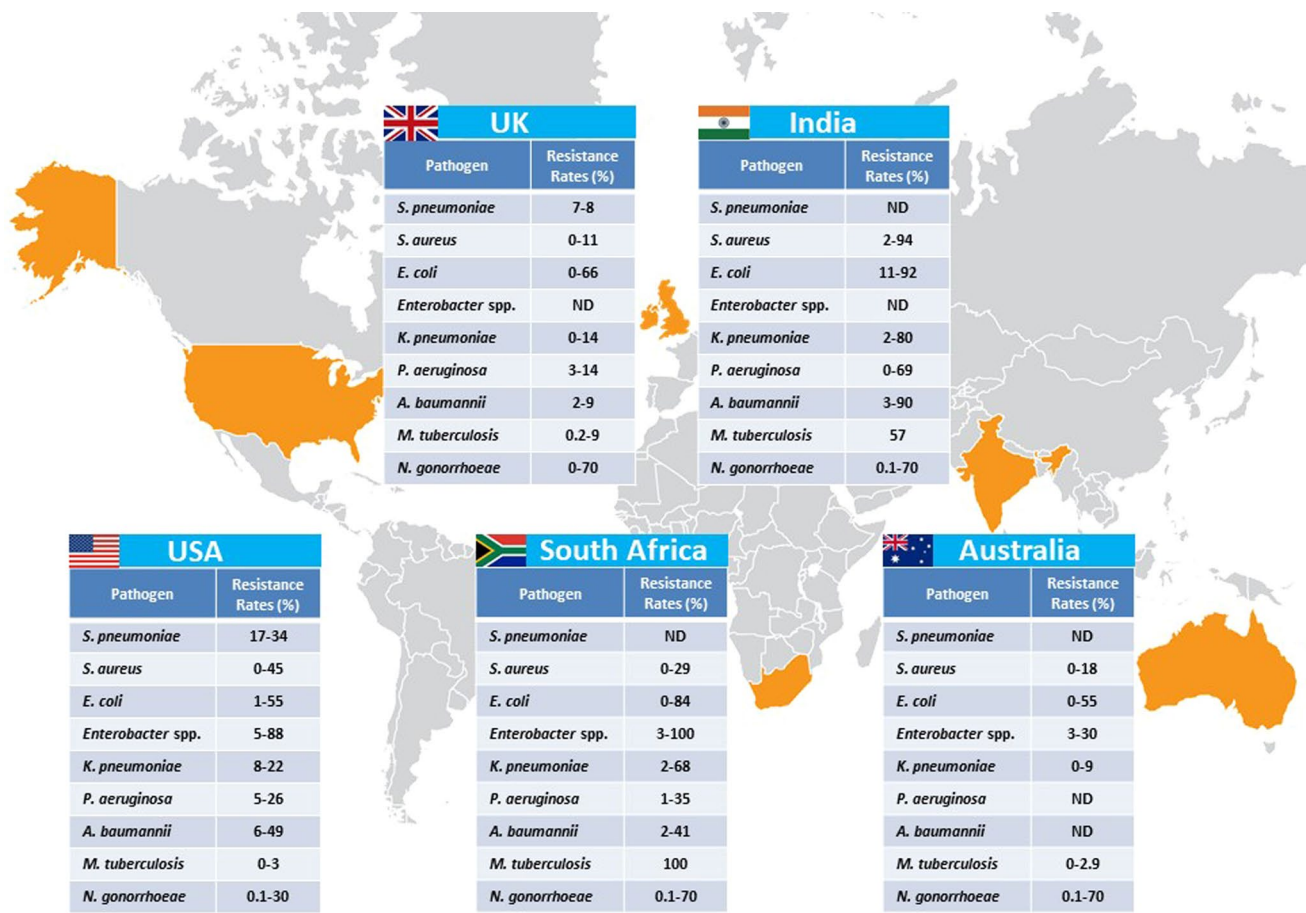 UK
Pathogen Resistance Rates (%)
S. pneumoniae 7-8
S. aureus 0-11
E. coli 0-66
Enterobacter spp. ND
K. pneumoniae 0-14
P. aeruginosa 3-14
A. baumannii 2-9
M. tuberculosis 0.2-9
N. gonorrhoeae 0-70
India
Pathogen Resistance Rates (%)
S. pneumoniae ND
S. aureus 2-94
E. coli 11-92
Enterobacter spp. ND
K. pneumoniae 2-80
P. aeruginosa 0-69
A. baumannii 3-90
M. tuberculosis 57
N. gonorrhoeae 0.1-70
USA
Pathogen Resistance Rates (%)
S. pneumoniae 17-34
S. aureus 0-45
E. coli 1-55
Enterobacter spp. 5-88
K. pneumoniae 8-22
P. aeruginosa 5-26
A. baumannii 6-49
M. tuberculosis 0-3
N. gonorrhoeae 0.1-30
South Africa
Pathogen Resistance Rates (%)
S. pneumoniae ND
S. aureus 0-29
E. coli 0-84
Enterobacter spp. 3-100
K. pneumoniae 2-68
P. aeruginosa 1-35
A. baumannii 2-41
M. tuberculosis 100
N. gonorrhoeae 0.1-70
Australia
Pathogen Resistance Rates (%)
S. pneumoniae ND
S. aureus 0-18
E. coli 0-55
Enterobacter spp. 3-30
K. pneumoniae 0-9
P. aeruginosa ND
A. baumannii ND
M. tuberculosis 0-2.9
N. gonorrhoeae 0.1-70